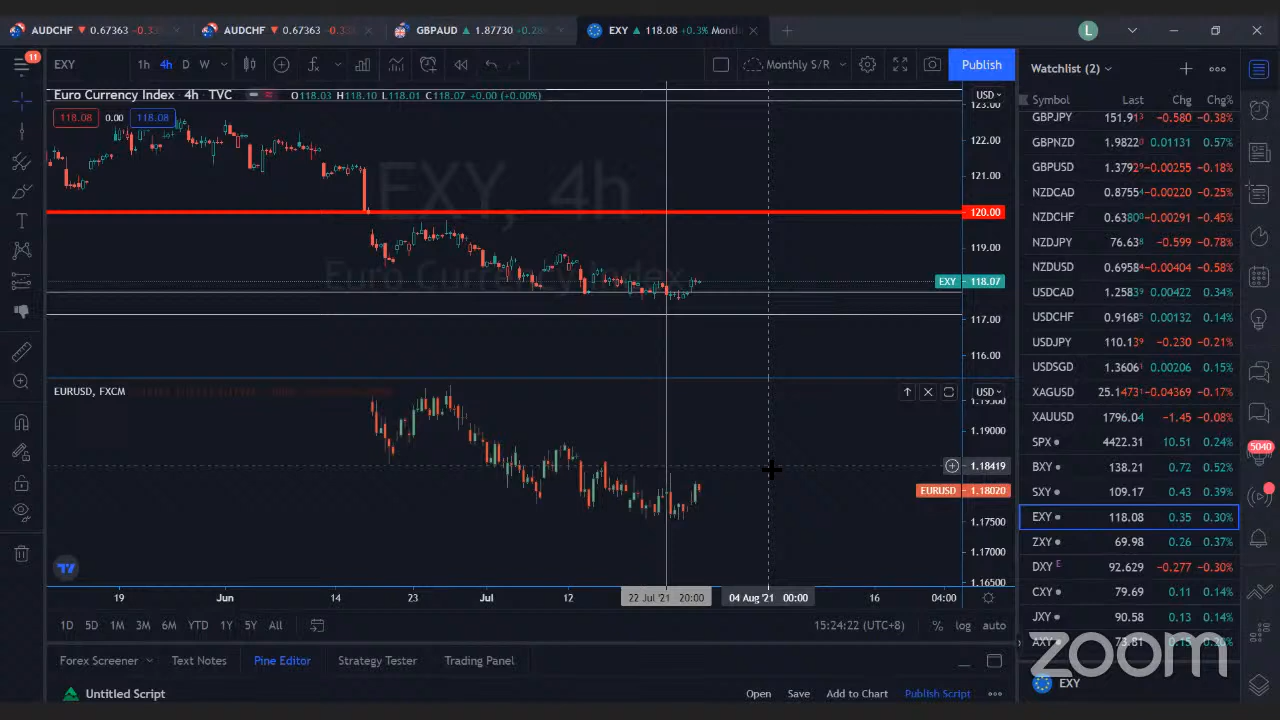 AUDCHF 0.67363
AUDCHF 0.67363
GBPAUD 1.87730
EXY 118.08 +0.3%
L
11
EXY 1h 4h D W Monthly S/R Publish
Euro Currency Index 4h TVC O118.03 H118.10 L118.01 C118.07 +0.00 (+0.00%)
118.08 0.00 118.08
USD
123.00
122.00
121.00
120.00
119.00
EXY 118.07
117.00
116.00
EXY, 4h
Euro Currency Index
EURUSD, FXCM
USD
1.19000
1.18419
EURUSD 1.18020
1.17500
1.17000
1.16500
19 Jun 14 23 Jul 12 22 Jul '21 20:00 04 Aug '21 00:00 16 04:00
1D 5D 1M 3M 6M YTD 1Y 5Y All 15:24:22 (UTC+8) % log auto
Forex Screener Text Notes Pine Editor Strategy Tester Trading Panel
Untitled Script Open Save Add to Chart Publish Script
Watchlist (2)
Symbol Last Chg Chg%
GBPJPY 151.913 -0.580 -0.38%
GBPNZD 1.98220 0.01131 0.57%
GBPUSD 1.37929 -0.00255 -0.18%
NZDCAD 0.87554 -0.00220 -0.25%
NZDCHF 0.63800 -0.00291 -0.45%
NZDJPY 76.638 -0.599 -0.78%
NZDUSD 0.69584 -0.00404 -0.58%
USDCAD 1.25839 0.00422 0.34%
USDCHF 0.91685 0.00132 0.14%
USDJPY 110.139 -0.230 -0.21%
USDSGD 1.36061 0.00206 0.15%
XAGUSD 25.14731 -0.04369 -0.17%
XAUUSD 1796.04 -1.45 -0.08%
SPX 4422.31 10.51 0.24%
BXY 138.21 0.72 0.52%
SXY 109.17 0.43 0.39%
EXY 118.08 0.35 0.30%
ZXY 69.98 0.26 0.37%
DXY E 92.629 -0.277 -0.30%
CXY 79.69 0.11 0.14%
JXY 90.58 0.13 0.14%
AXY 73.81
EXY
5040
zoom